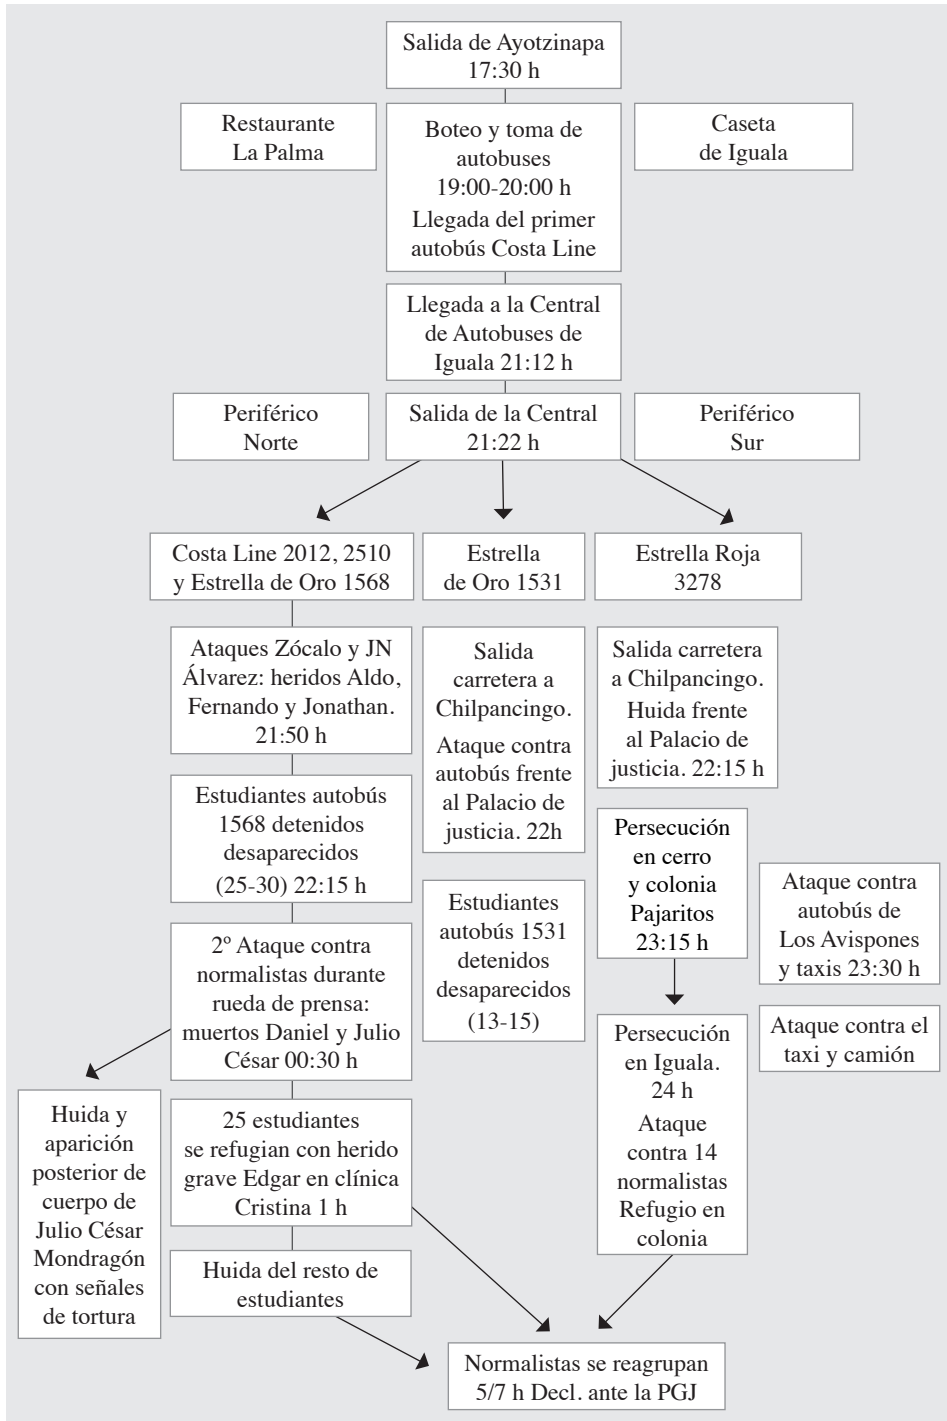 Salida de Ayotzinapa
17:30 h
Restaurante
La Palma
Boteo y toma de
autobuses
19:00-20:00 h
Llegada del primer
autobús Costa Line
Caseta
de Iguala
Llegada a la Central
de Autobuses de
Iguala 21:12 h
Periférico
Norte
Salida de la Central
21:22 h
Periférico
Sur
Costa Line 2012, 2510
y Estrella de Oro 1568
Estrella
de Oro 1531
Estrella Roja
3278
Ataques Zócalo y JN
Álvarez: heridos Aldo,
Fernando y Jonathan.
21:50 h
Estudiantes autobús
1568 detenidos
desaparecidos
(25-30) 22:15 h
2º Ataque contra
normalistas durante
rueda de prensa:
muertos Daniel y Julio
César 00:30 h
Huida y
aparición
posterior de
cuerpo de
Julio César
Mondragón
con señales
de tortura
25 estudiantes
se refugian con herido
grave Edgar en clínica
Cristina 1 h
Huida del resto de
estudiantes
Salida
carretera a
Chilpancingo.
Ataque contra
autobús frente
al Palacio de
justicia. 22h
Estudiantes
autobús 1531
detenidos
desaparecidos
(13-15)
Salida carretera
a Chilpancingo.
Huida frente
al Palacio de
justicia. 22:15 h
Persecución
en cerro
y colonia
Pajaritos
23:15 h
Persecución
en Iguala.
24 h
Ataque
contra 14
normalistas
Refugio en
colonia
Ataque contra
autobús de
Los Avispones
y taxis 23:30 h
Ataque contra el
taxi y camión
Normalistas se reagrupan
5/7 h Decl. ante la PGJ